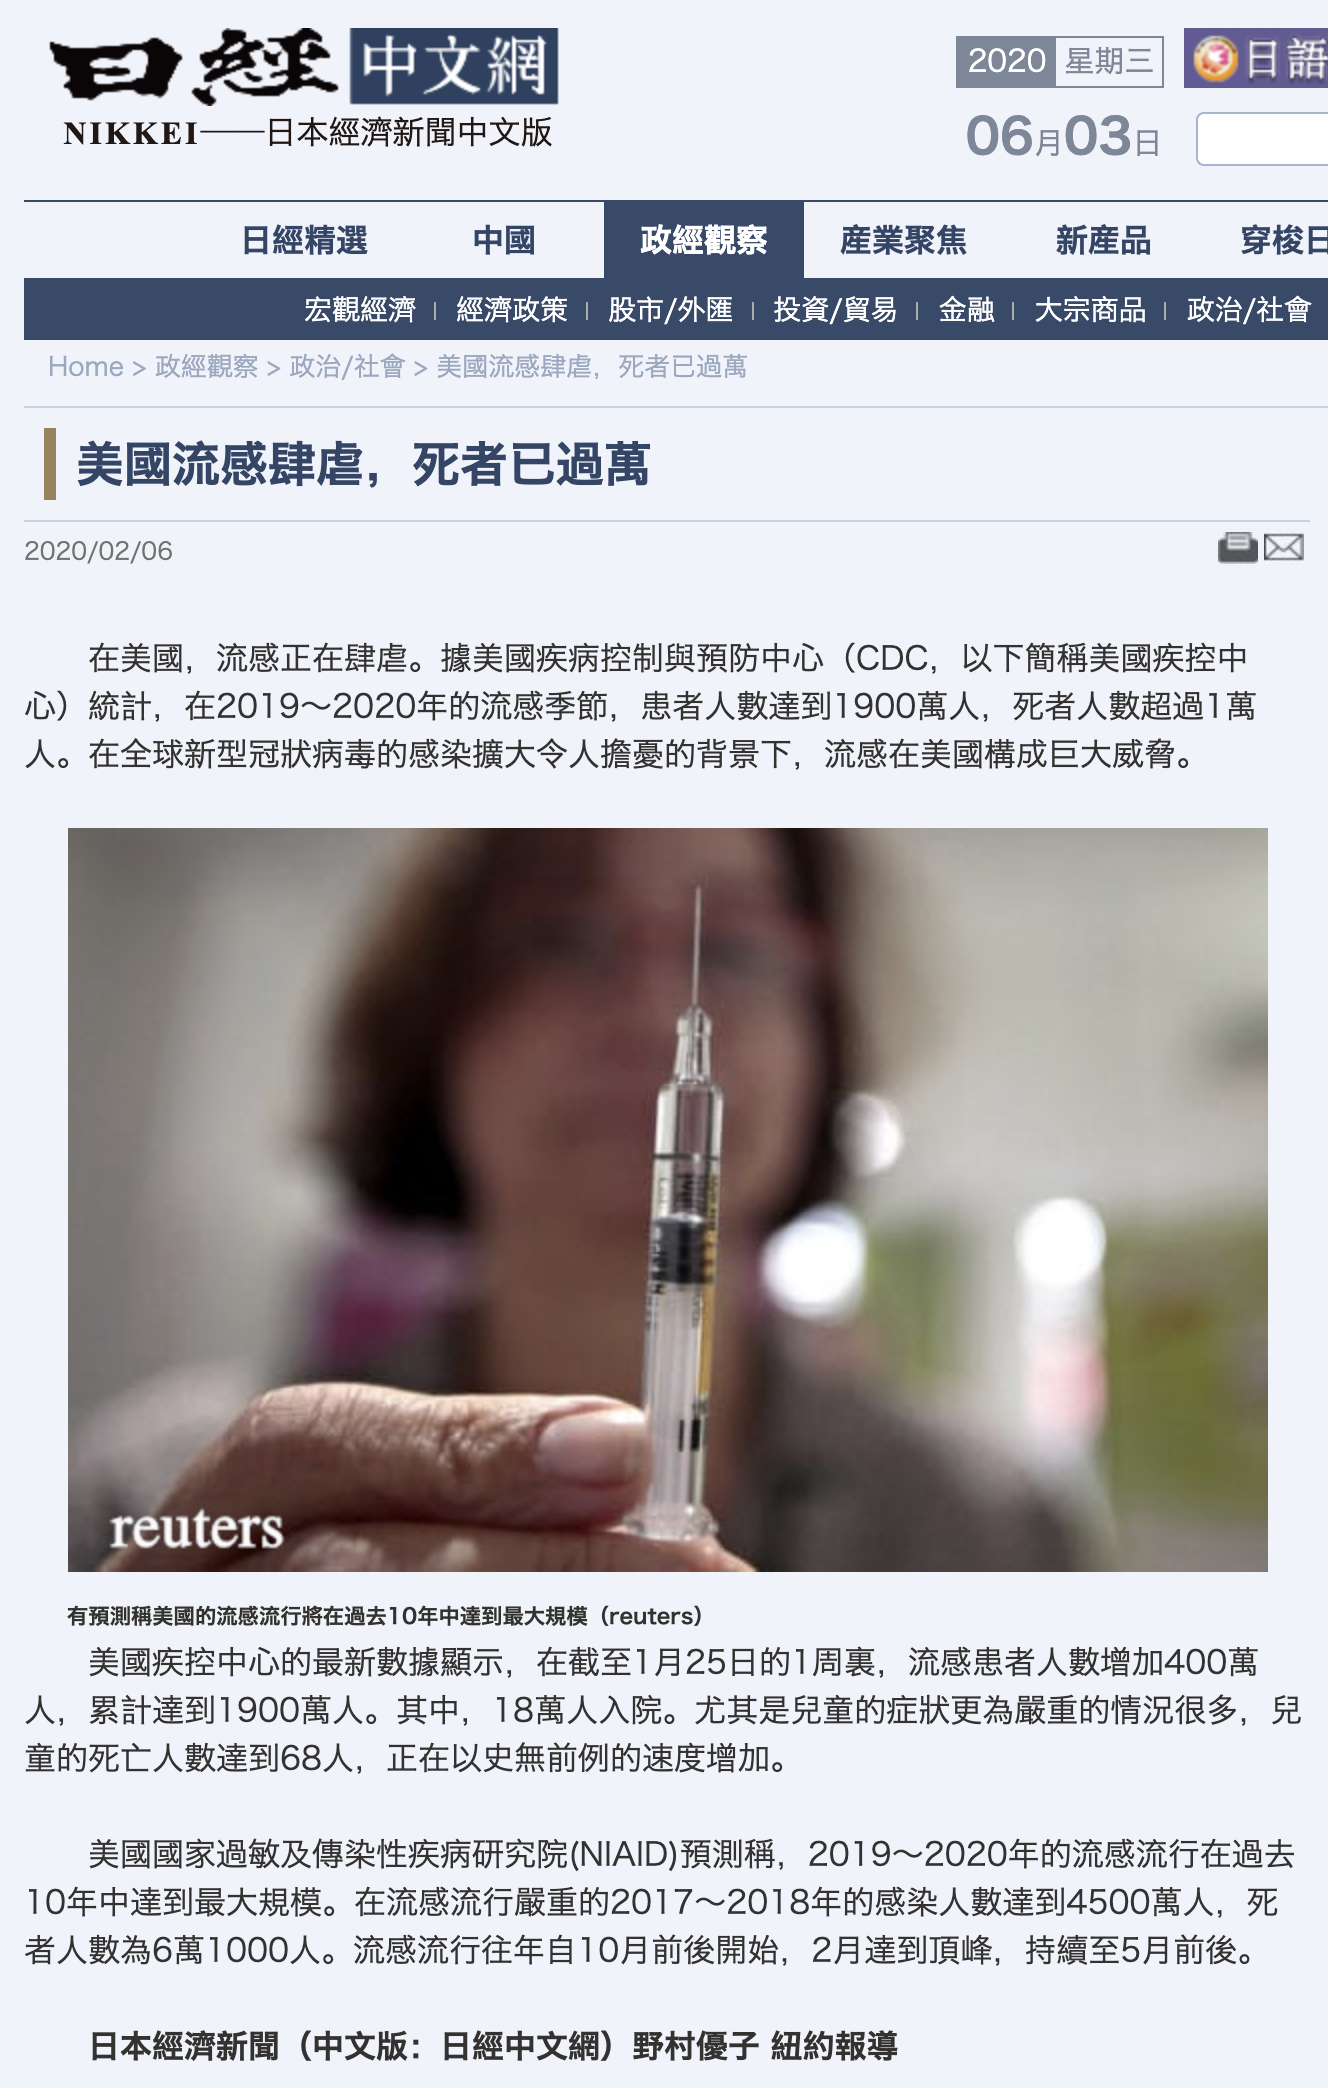 日經 中文網
NIKKEI——日本經濟新聞中文版
2020 星期三
06月03日
日語
日經精選 中國 政經觀察 産業聚焦 新産品 穿梭日
宏觀經濟 經濟政策 股市/外匯 投資/貿易 金融 大宗商品 政治/社會
Home > 政經觀察 > 政治/社會 > 美國流感肆虐，死者已過萬
美國流感肆虐，死者已過萬
2020/02/06
在美國，流感正在肆虐。據美國疾病控制與預防中心（CDC，以下簡稱美國疾控中
心）統計，在2019～2020年的流感季節，患者人數達到1900萬人，死者人數超過1萬
人。在全球新型冠狀病毒的感染擴大令人擔憂的背景下，流感在美國構成巨大威脅。
reuters
有預測稱美國的流感流行將在過去10年中達到最大規模（reuters）
美國疾控中心的最新數據顯示，在截至1月25日的1周裏，流感患者人數增加400萬
人，累計達到1900萬人。其中，18萬人入院。尤其是兒童的症狀更為嚴重的情況很多，兒
童的死亡人數達到68人，正在以史無前例的速度增加。
美國國家過敏及傳染性疾病研究院(NIAID)預測稱，2019～2020年的流感流行在過去
10年中達到最大規模。在流感流行嚴重的2017～2018年的感染人數達到4500萬人，死
者人數為6萬1000人。流感流行往年自10月前後開始，2月達到頂峰，持續至5月前後。
日本經濟新聞（中文版：日經中文網）野村優子 紐約報導